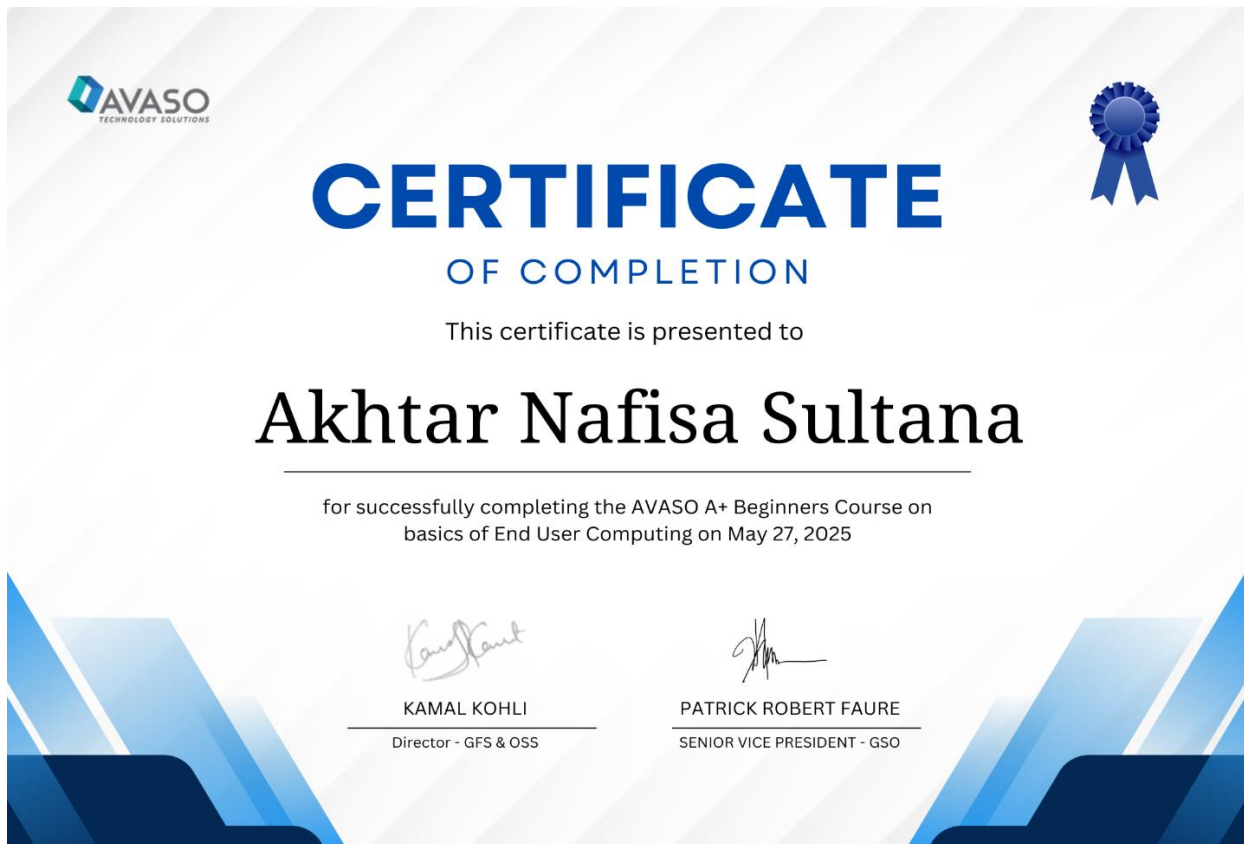 AVASO
TECHNOLOGY SOLUTIONS
CERTIFICATE
OF COMPLETION
This certificate is presented to
Akhtar Nafisa Sultana
for successfully completing the AVASO A+ Beginners Course on
basics of End User Computing on May 27, 2025
KAMAL KOHLI
Director - GFS & OSS
PATRICK ROBERT FAURE
SENIOR VICE PRESIDENT - GSO